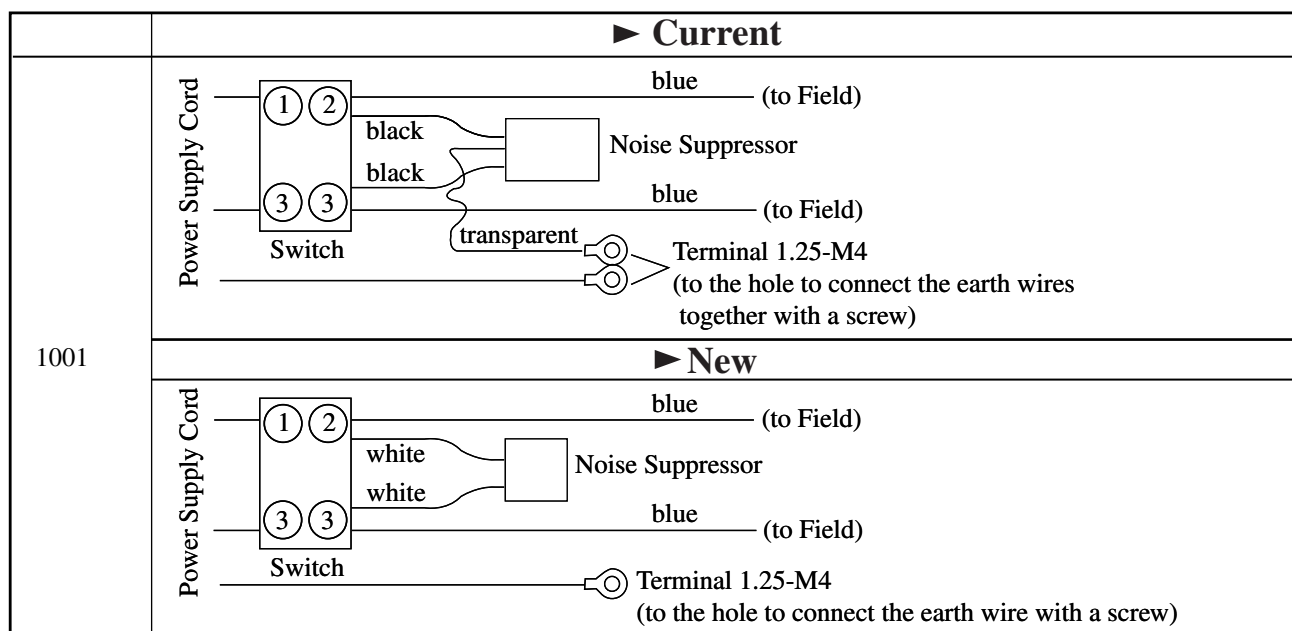 ► Current
1001
Power Supply Cord
1 2
3 3
Switch
blue
(to Field)
black
black
Noise Suppressor
blue
(to Field)
transparent
Terminal 1.25-M4
(to the hole to connect the earth wires
together with a screw)
► New
Power Supply Cord
1 2
3 3
Switch
blue
(to Field)
white
white
Noise Suppressor
blue
(to Field)
Terminal 1.25-M4
(to the hole to connect the earth wire with a screw)